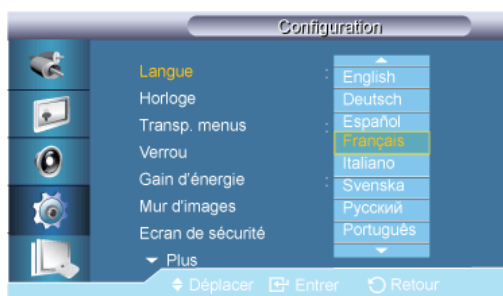 Configuration
Langue : English
Horloge Deutsch
Transp. menus : Español
Verrou Français
Italiano
Gain d'énergie : Svenska
Mur d'images Русский
Ecran de sécurité Português
Plus
Déplacer Entrer Retour